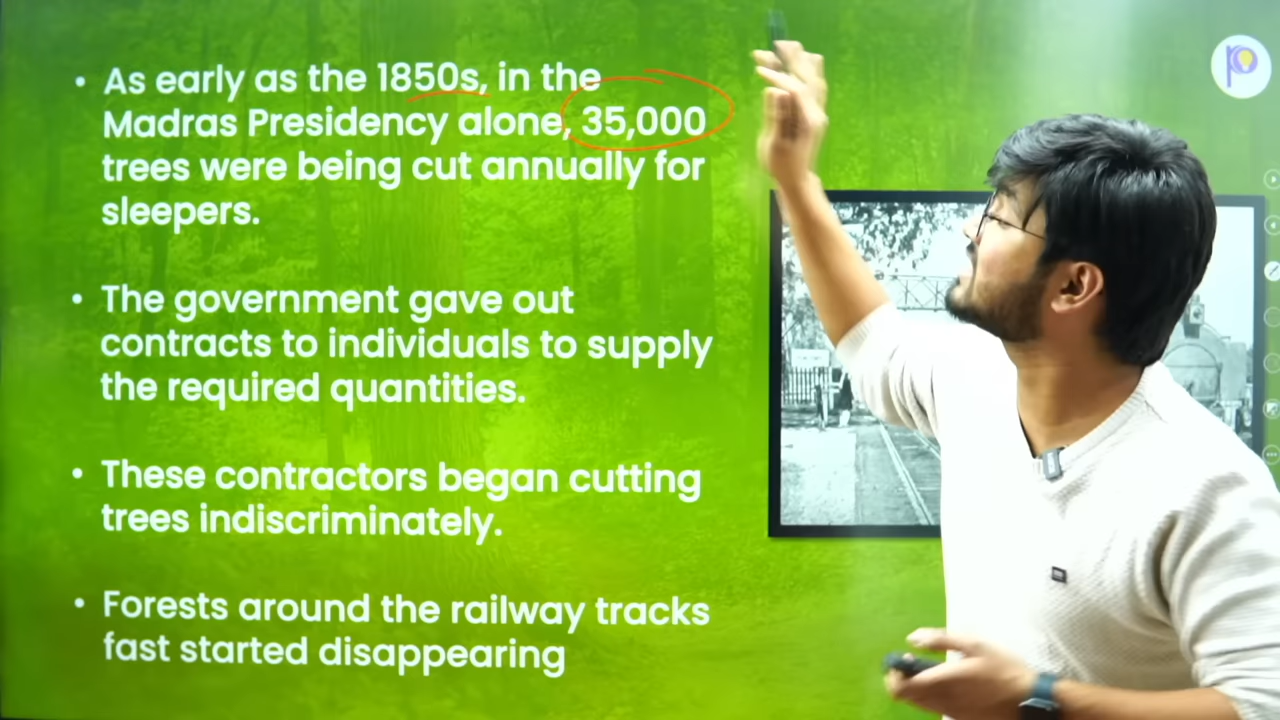 • As early as the 1850s, in the
Madras Presidency alone, 35,000
trees were being cut annually for
sleepers.
• The government gave out
contracts to individuals to supply
the required quantities.
• These contractors began cutting
trees indiscriminately.
• Forests around the railway tracks
fast started disappearing